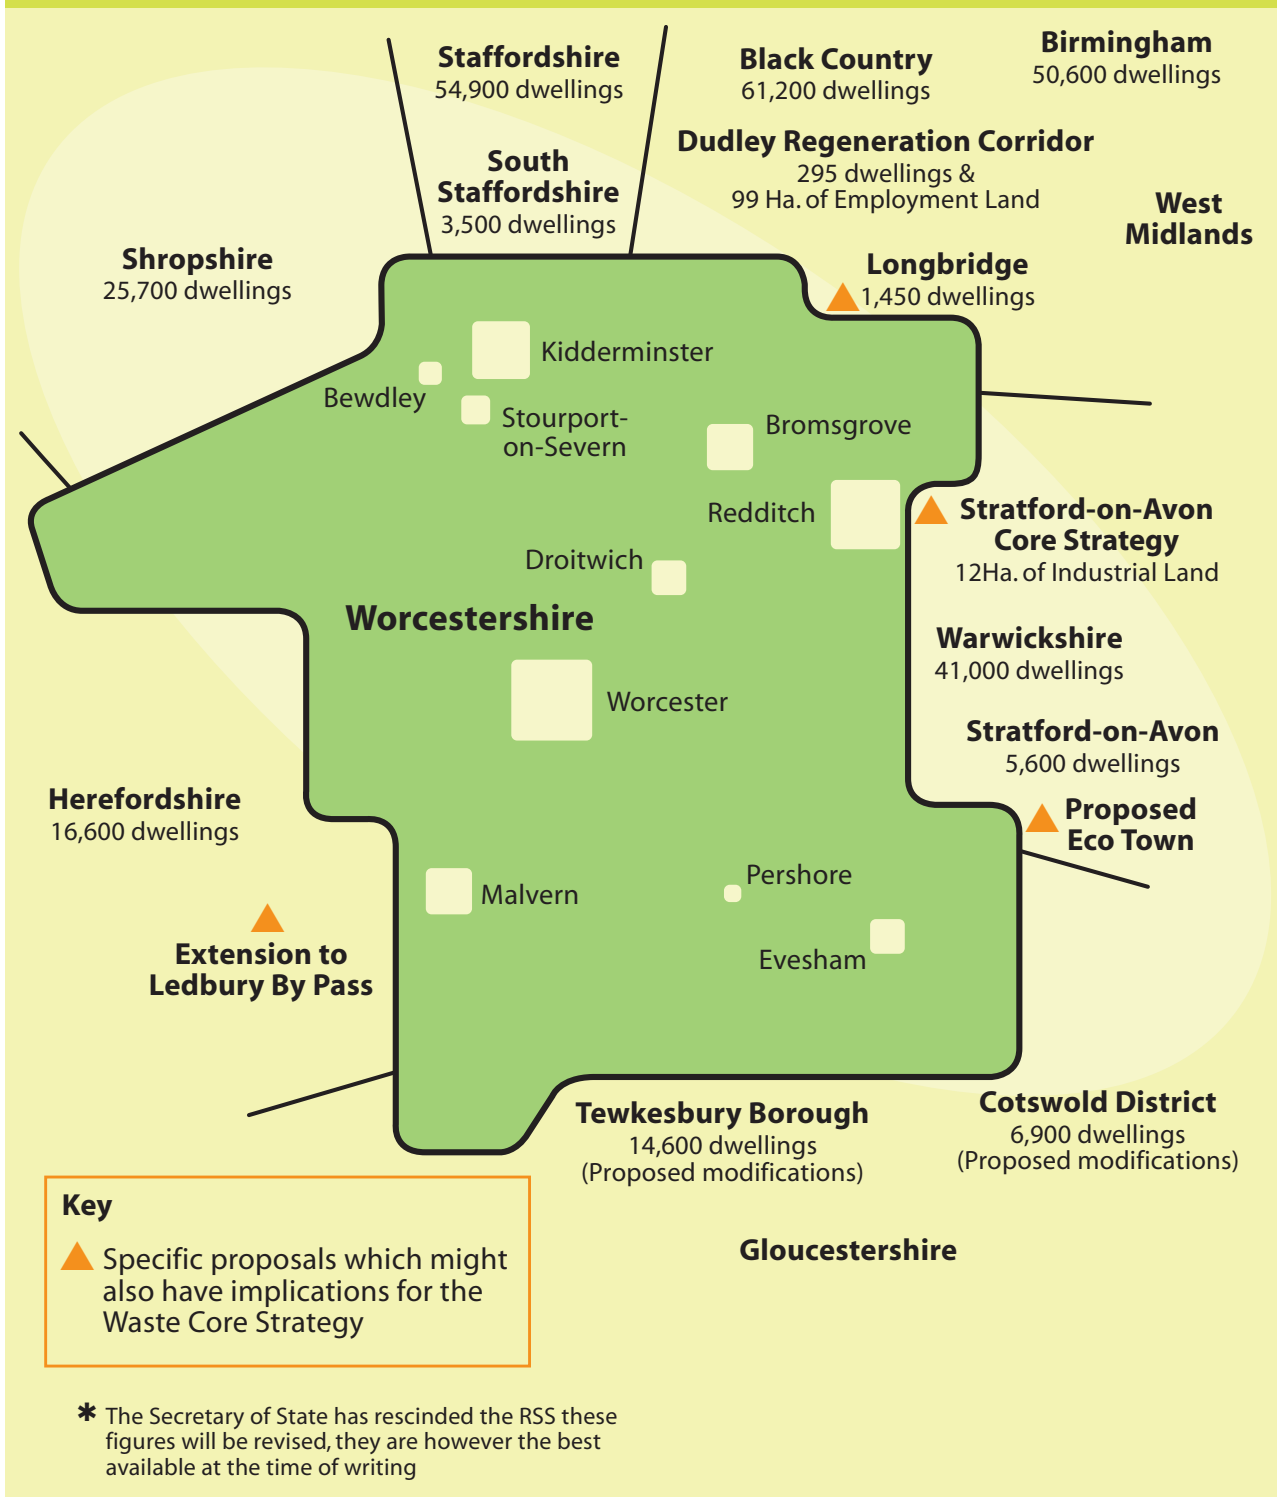 Staffordshire
54,900 dwellings
Black Country
61,200 dwellings
Birmingham
50,600 dwellings
South
Staffordshire
3,500 dwellings
Dudley Regeneration Corridor
295 dwellings &
99 Ha. of Employment Land
West
Midlands
Shropshire
25,700 dwellings
Longbridge
1,450 dwellings
Kidderminster
Bewdley
Stourport-
on-Severn
Bromsgrove
Redditch
Stratford-on-Avon
Core Strategy
12Ha. of Industrial Land
Droitwich
Worcestershire
Warwickshire
41,000 dwellings
Worcester
Stratford-on-Avon
5,600 dwellings
Herefordshire
16,600 dwellings
Proposed
Eco Town
Malvern
Pershore
Evesham
Extension to
Ledbury By Pass
Tewkesbury Borough
14,600 dwellings
(Proposed modifications)
Cotswold District
6,900 dwellings
(Proposed modifications)
Gloucestershire
Key
Specific proposals which might
also have implications for the
Waste Core Strategy
✱ The Secretary of State has rescinded the RSS these
figures will be revised, they are however the best
available at the time of writing